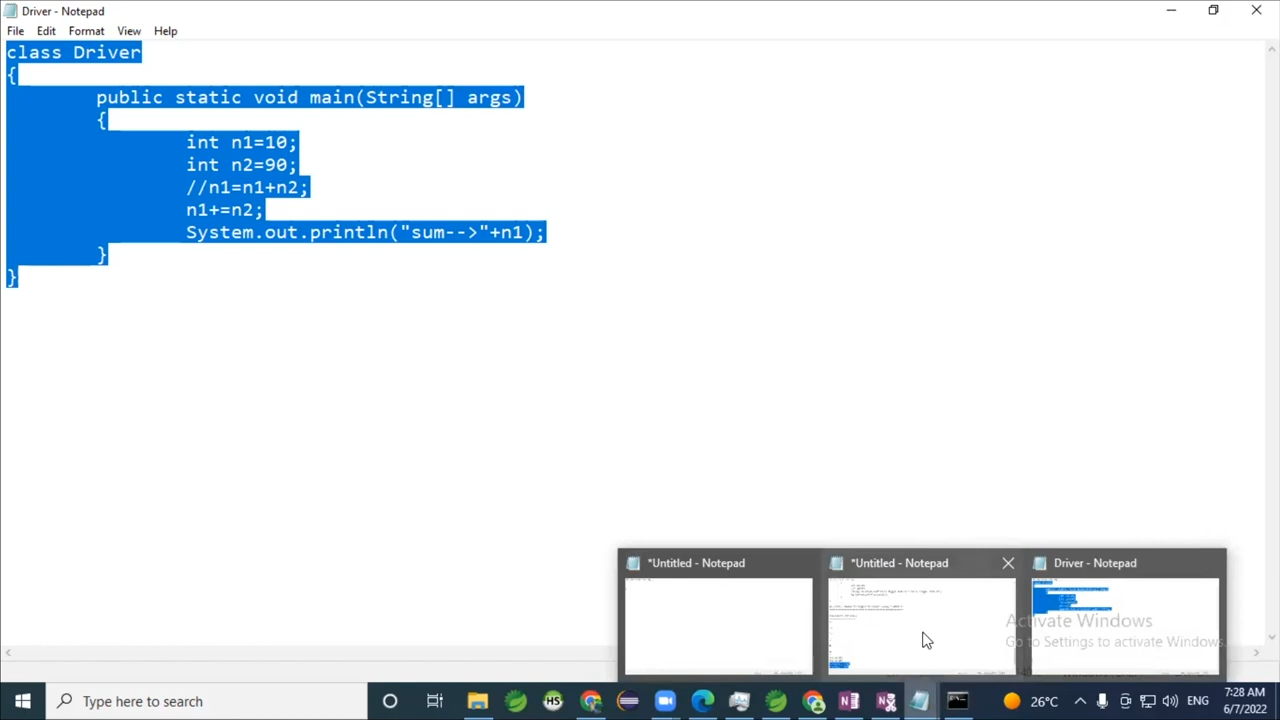 Driver - Notepad
File Edit Format View Help
class Driver
{
public static void main(String[] args)
{
int n1=10;
int n2=90;
//n1=n1+n2;
n1+=n2;
System.out.println("sum-->"+n1);
}
}
*Untitled - Notepad
*Untitled - Notepad
Driver - Notepad
Activate Windows
Go to Settings to activate Windows.
Type here to search
HS
26°C
ENG
7:28 AM
6/7/2022